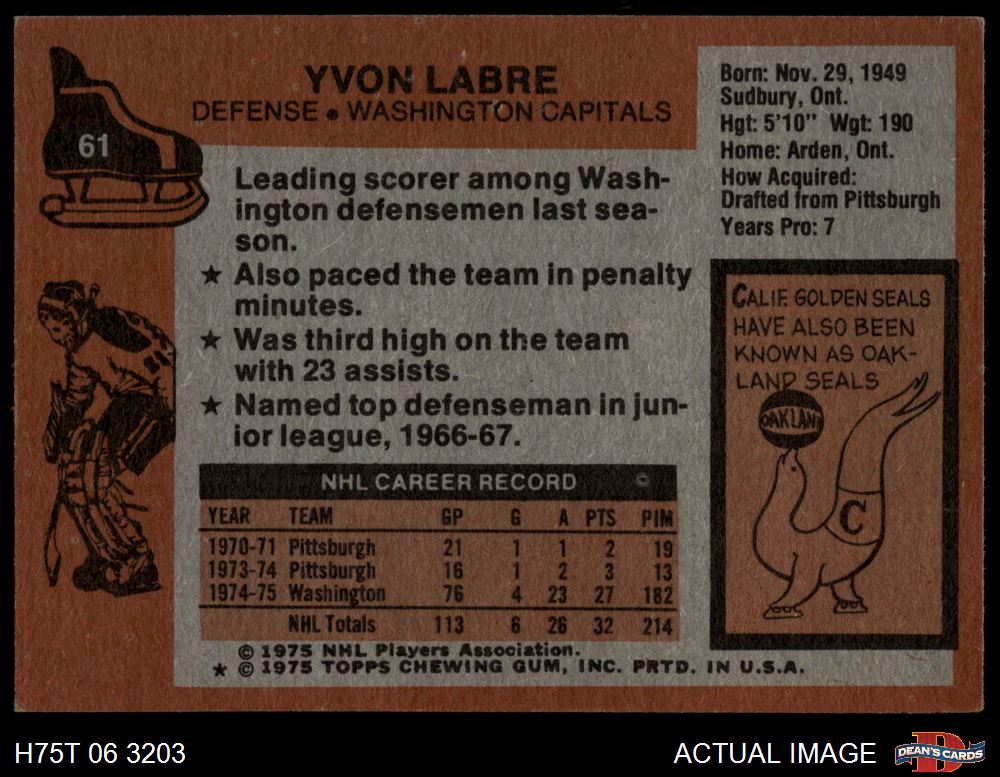 61
YVON LABRE
DEFENSE • WASHINGTON CAPITALS
Born: Nov. 29, 1949
Sudbury, Ont.
Hgt: 5'10" Wgt: 190
Home: Arden, Ont.
How Acquired:
Drafted from Pittsburgh
Years Pro: 7
Leading scorer among Wash-
ington defensemen last sea-
son.
★ Also paced the team in penalty
minutes.
★ Was third high on the team
with 23 assists.
★ Named top defenseman in jun-
ior league, 1966-67.
CALIF. GOLDEN SEALS
HAVE ALSO BEEN
KNOWN AS OAK-
LAND SEALS
OAKLAN
C
NHL CAREER RECORD
YEAR TEAM GP G A PTS PIM
1970-71 Pittsburgh 21 1 1 2 19
1973-74 Pittsburgh 16 1 2 3 13
1974-75 Washington 76 4 23 27 182
NHL Totals 113 6 26 32 214
© 1975 NHL Players Association.
★ © 1975 TOPPS CHEWING GUM, INC. PRTD. IN U.S.A.
H75T 06 3203
ACTUAL IMAGE
DEAN'S CARDS